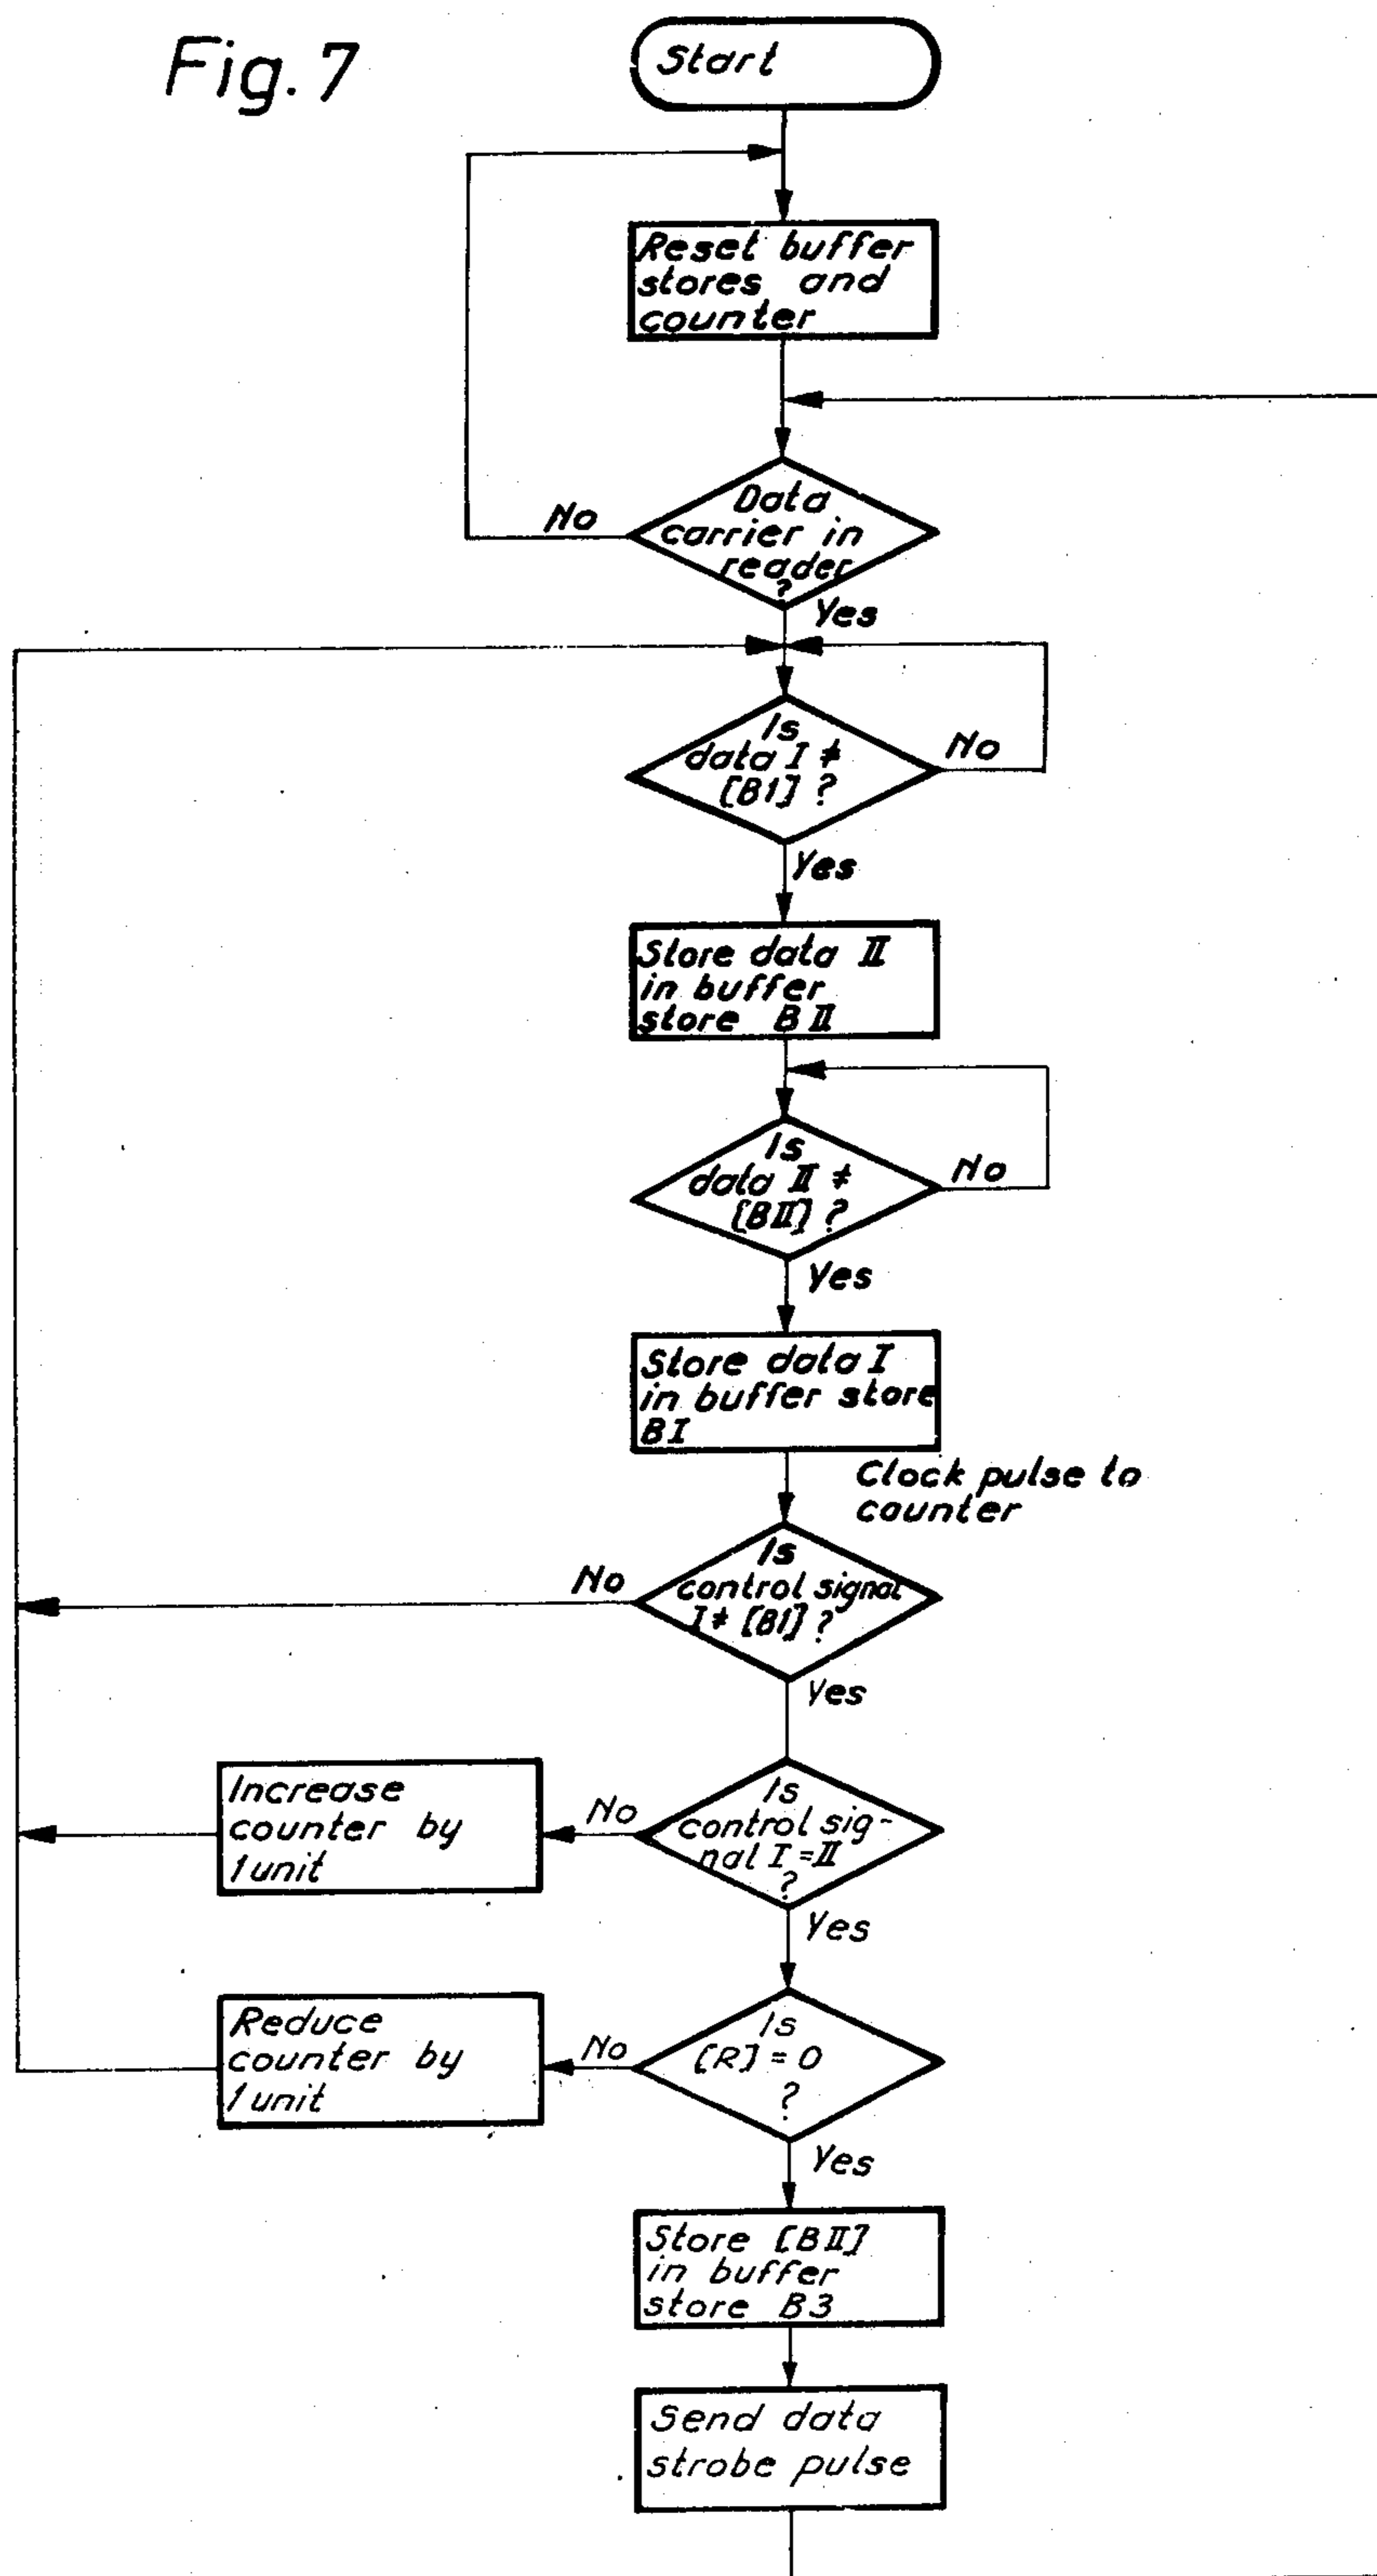 Fig. 7
Start
Reset buffer
stores and
counter
Data
carrier in
reader
?
No
Yes
Is
data I ≠
[B1] ?
No
Yes
Store data II
in buffer
store BII
Is
data II ≠
[BII] ?
No
Yes
Store data I
in buffer store
BI
Clock pulse to
counter
Is
control signal
I ≠ [B1] ?
No
Yes
Is
control sig-
nal I = II
?
No
Increase
counter by
1 unit
Yes
Is
[R] = 0
?
No
Reduce
counter by
1 unit
Yes
Store [BII]
in buffer
store B3
Send data
strobe pulse